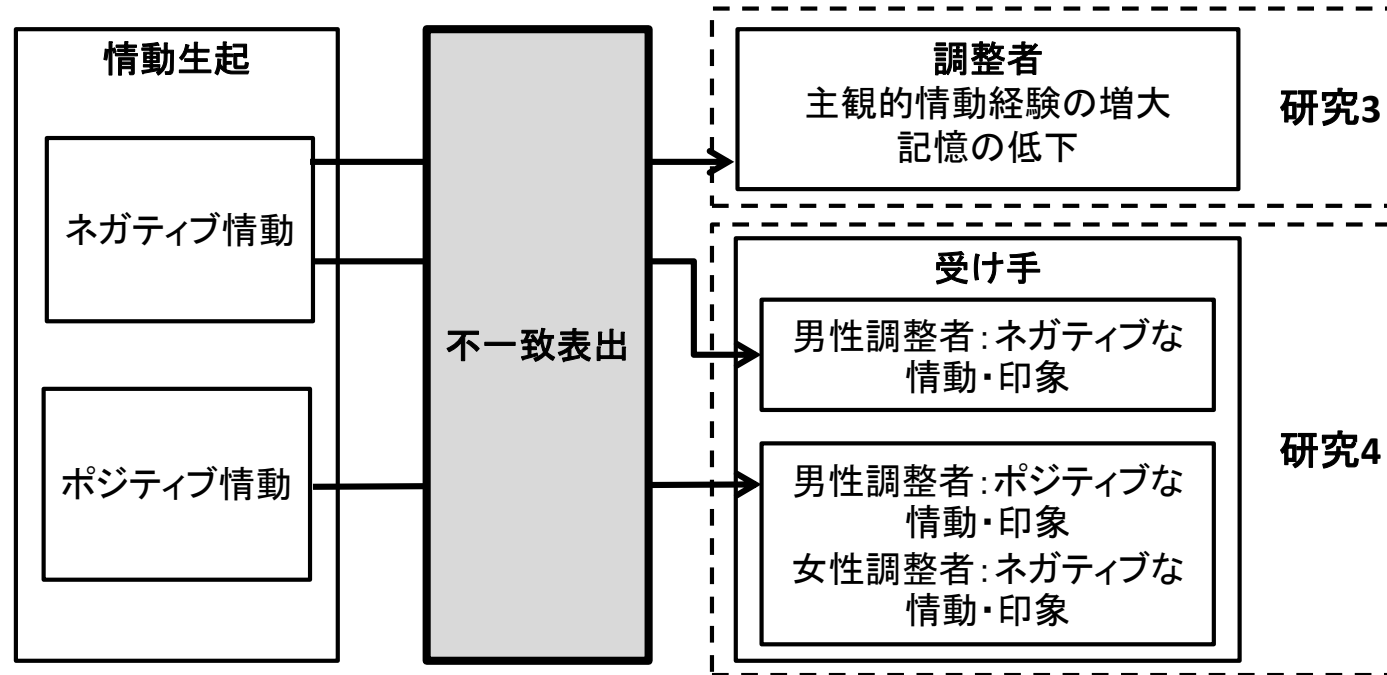 情動生起
ネガティブ情動
ポジティブ情動
不一致表出
調整者
主観的情動経験の増大
記憶の低下
研究3
受け手
男性調整者：ネガティブな
情動・印象
男性調整者：ポジティブな
情動・印象
女性調整者：ネガティブな
情動・印象
研究4